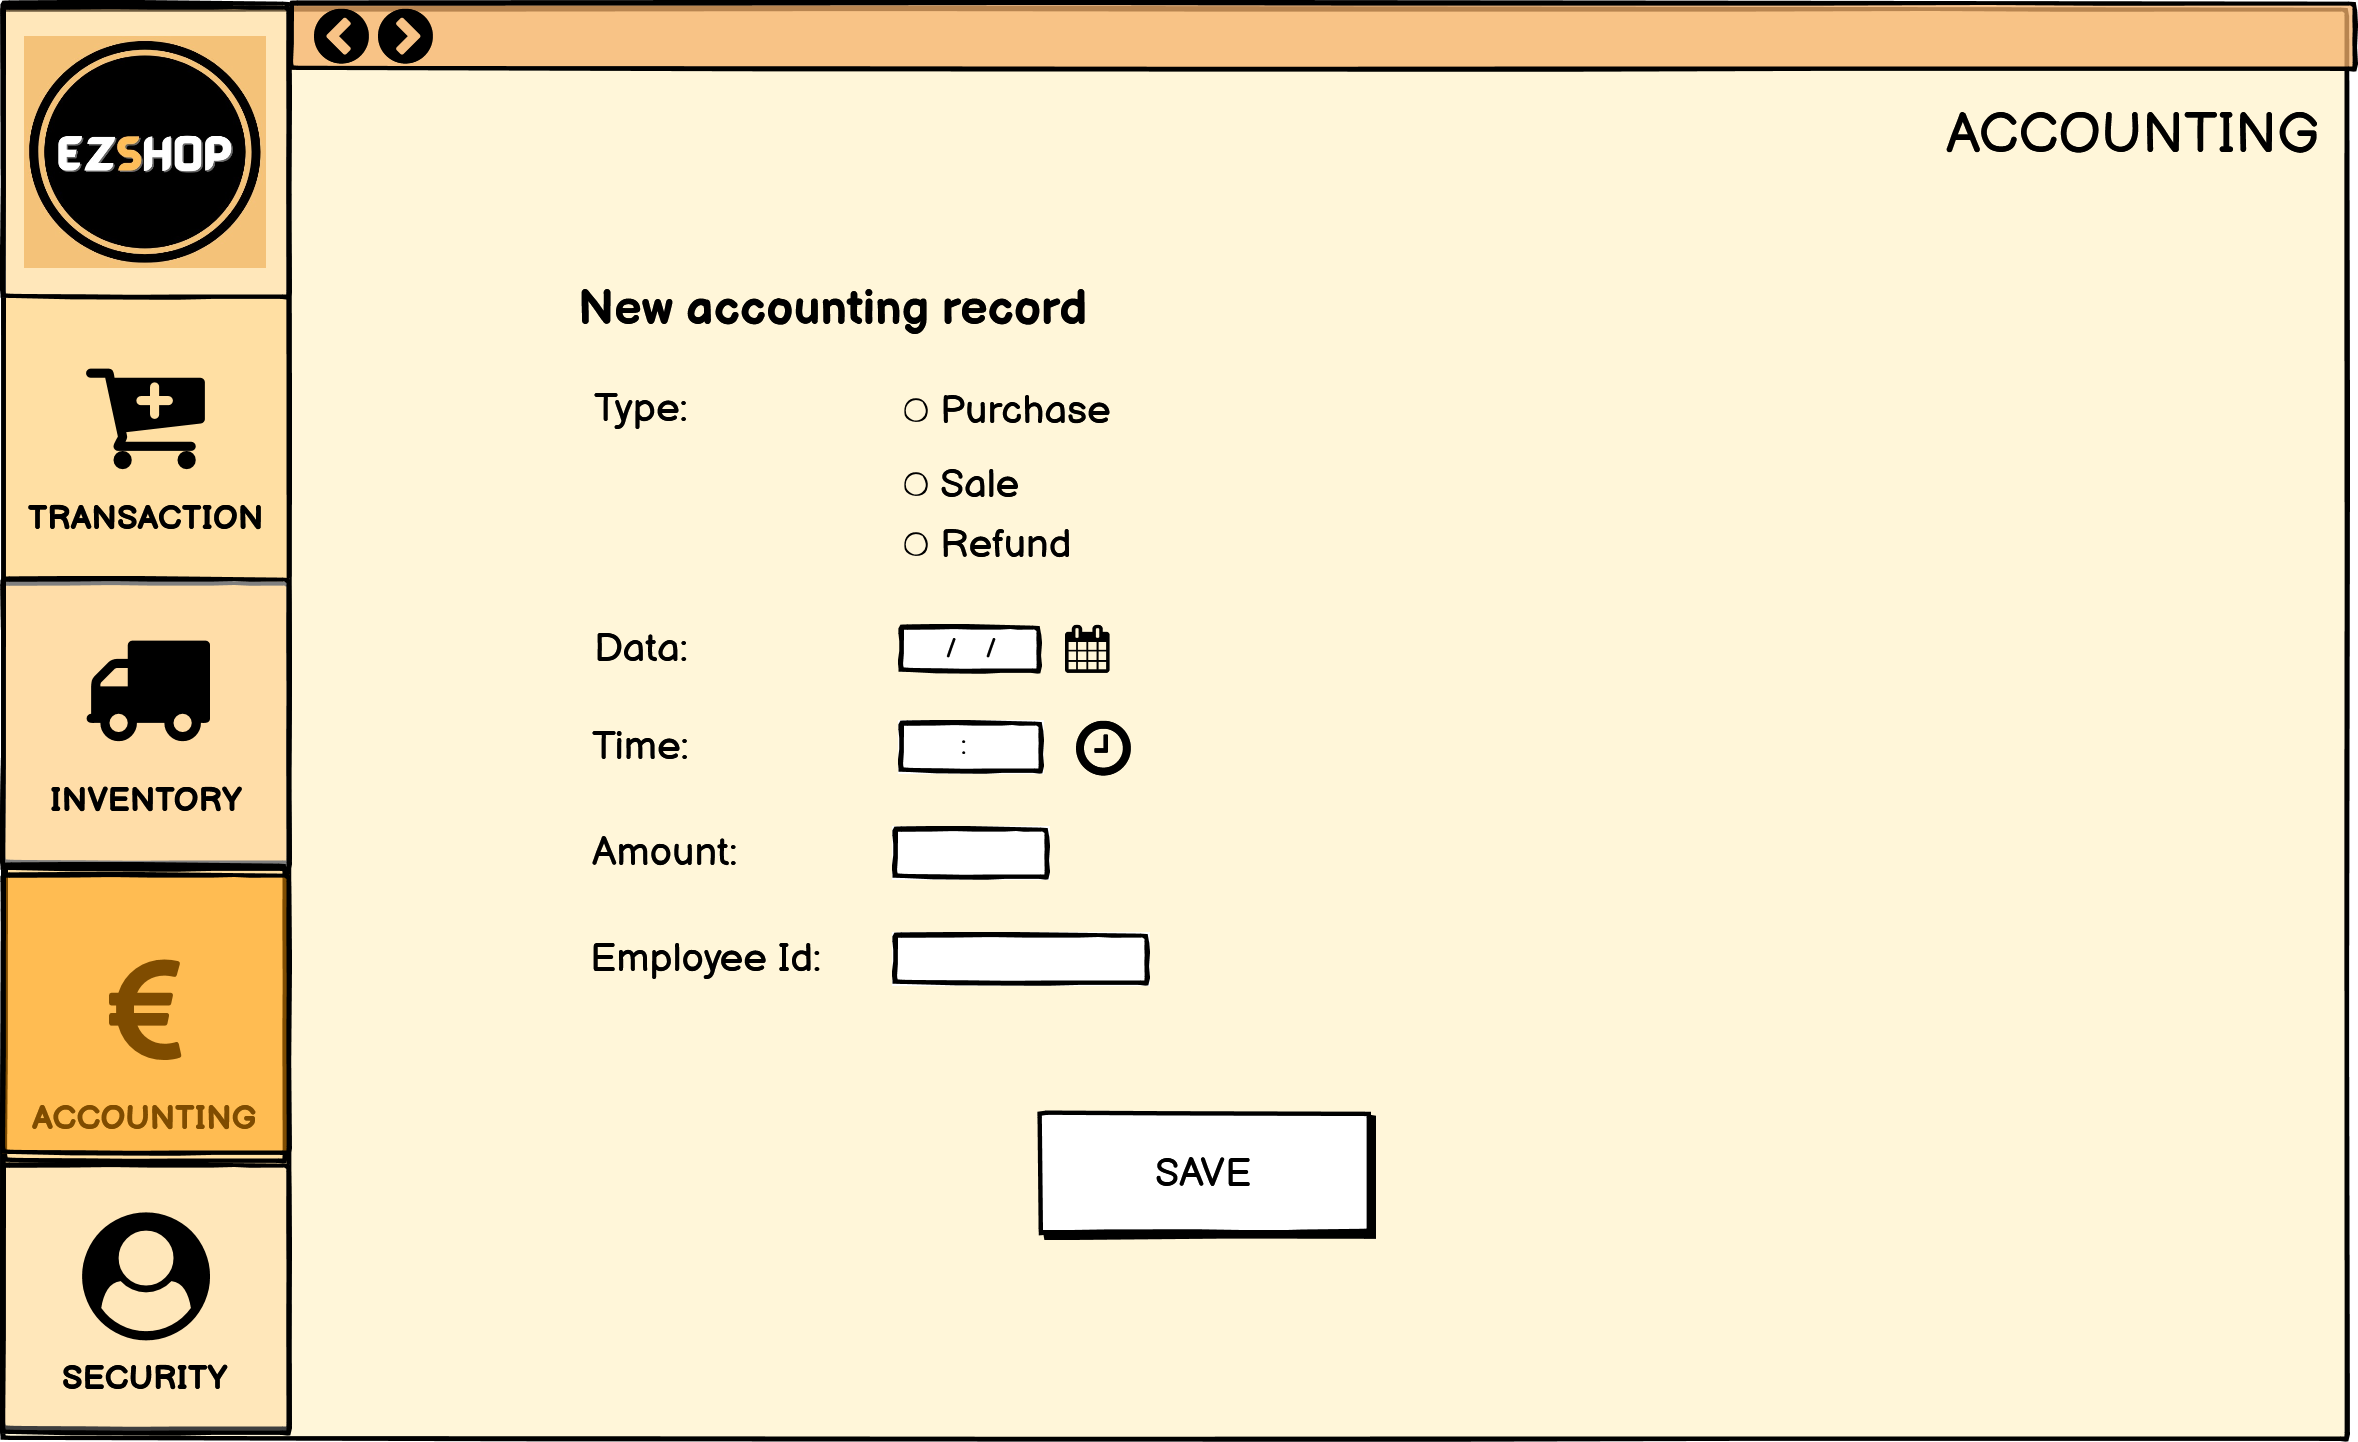 EZSHOP
ACCOUNTING
New accounting record
Type:
Purchase
Sale
Refund
Data:
/ /
Time:
:
Amount:
Employee Id:
SAVE
TRANSACTION
INVENTORY
€
ACCOUNTING
SECURITY